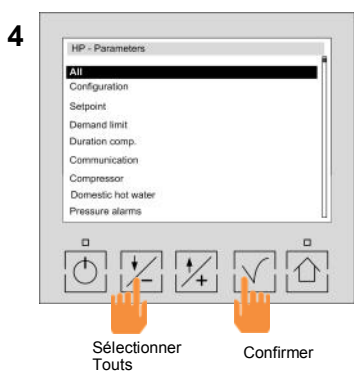 4
HP - Parameters
All
Configuration
Setpoint
Demand limit
Duration comp.
Communication
Compressor
Domestic hot water
Pressure alarms
Sélectionner
Touts
Confirmer